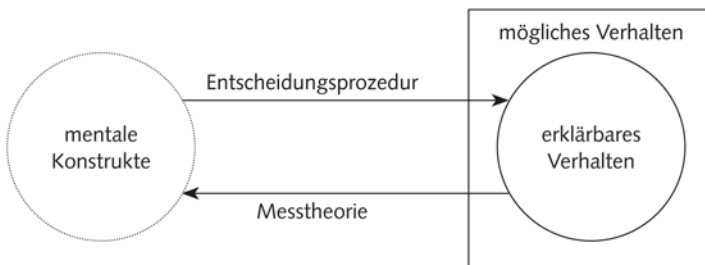 mögliches Verhalten
Entscheidungsprozedur
mentale
Konstrukte
erklärbares
Verhalten
Messtheorie